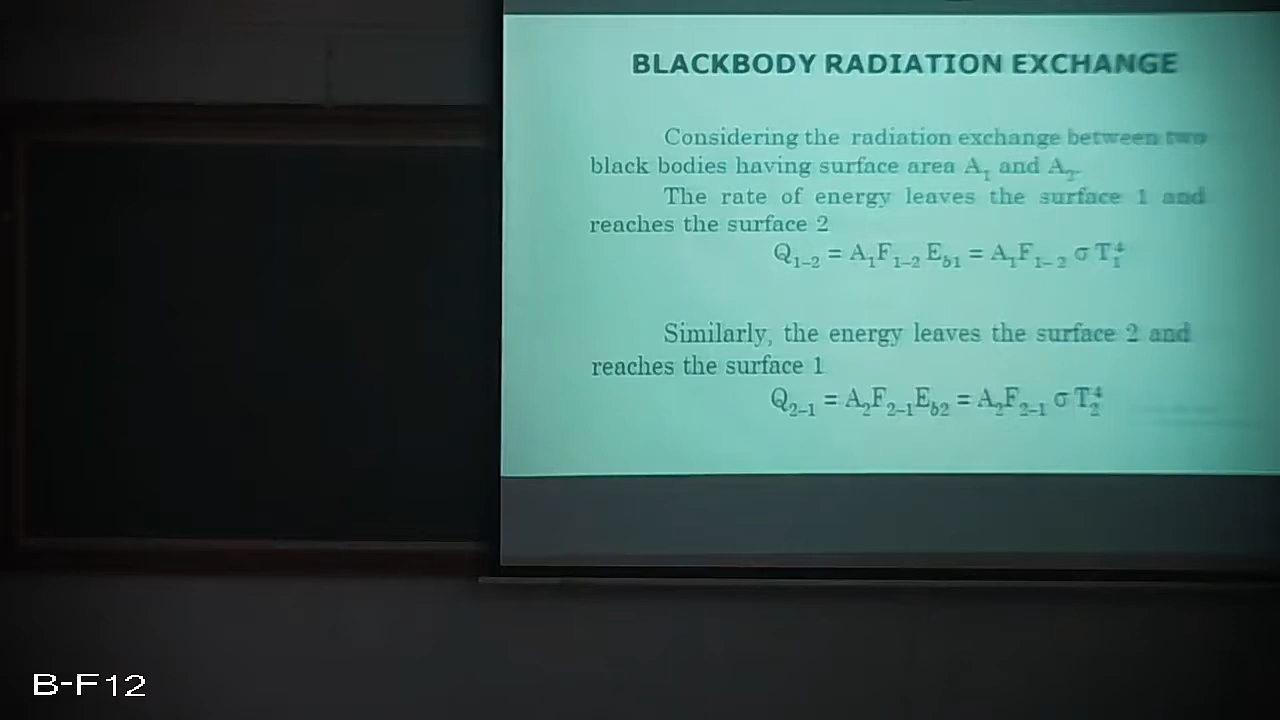 BLACKBODY RADIATION EXCHANGE
Considering the radiation exchange between two
black bodies having surface area A₁ and A₂.
The rate of energy leaves the surface 1 and
reaches the surface 2
Q₁₋₂ = A₁F₁₋₂ E_b1 = A₁F₁₋₂ σ T₁⁴
Similarly, the energy leaves the surface 2 and
reaches the surface 1
Q₂₋₁ = A₂F₂₋₁E_b2 = A₂F₂₋₁ σ T₂⁴
B-F12